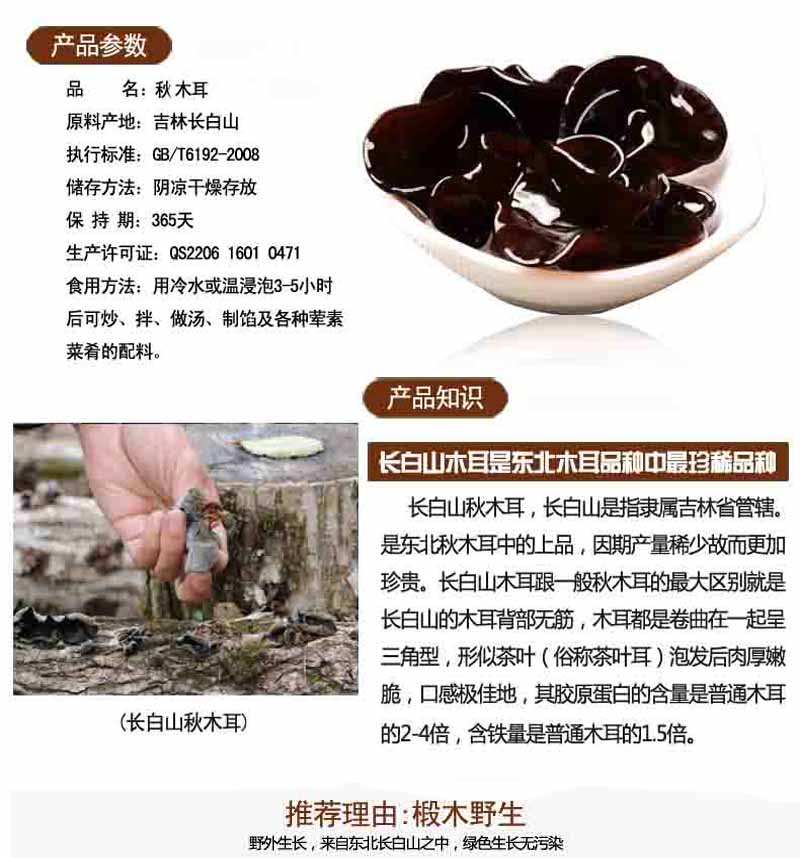 产品参数
品 名：秋木耳
原料产地：吉林长白山
执行标准：GB/T6192-2008
储存方法：阴凉干燥存放
保 持 期：365天
生产许可证：QS2206 1601 0471
食用方法：用冷水或温浸泡3-5小时
后可炒、拌、做汤、制馅及各种荤素
菜肴的配料。
产品知识
长白山木耳是东北木耳品种中最珍稀品种
长白山秋木耳，长白山是指隶属吉林省管辖。
是东北秋木耳中的上品，因期产量稀少故而更加
珍贵。长白山木耳跟一般秋木耳的最大区别就是
长白山的木耳背部无筋，木耳都是卷曲在一起呈
三角型，形似茶叶（俗称茶叶耳）泡发后肉厚嫩
脆，口感极佳地，其胶原蛋白的含量是普通木耳
的2-4倍，含铁量是普通木耳的1.5倍。
(长白山秋木耳)
推荐理由:椴木野生
野外生长，来自东北长白山之中，绿色生长无污染